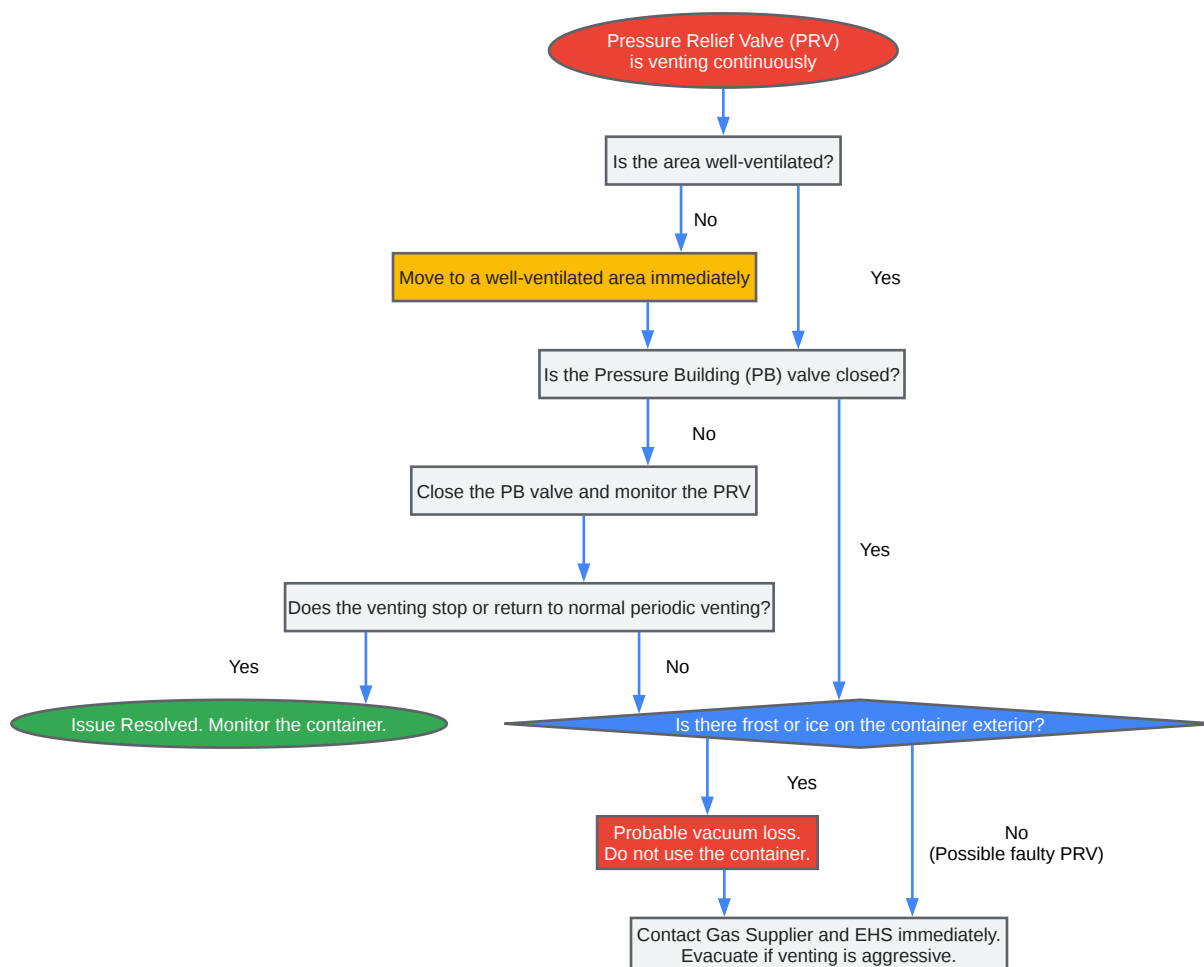 Pressure Relief Valve (PRV)
is venting continuously
Is the area well-ventilated?
No
Move to a well-ventilated area immediately
Yes
Is the Pressure Building (PB) valve closed?
No
Close the PB valve and monitor the PRV
Yes
Does the venting stop or return to normal periodic venting?
Yes
No
Issue Resolved. Monitor the container.
Is there frost or ice on the container exterior?
Yes
Probable vacuum loss.
Do not use the container.
No
(Possible faulty PRV)
Contact Gas Supplier and EHS immediately.
Evacuate if venting is aggressive.